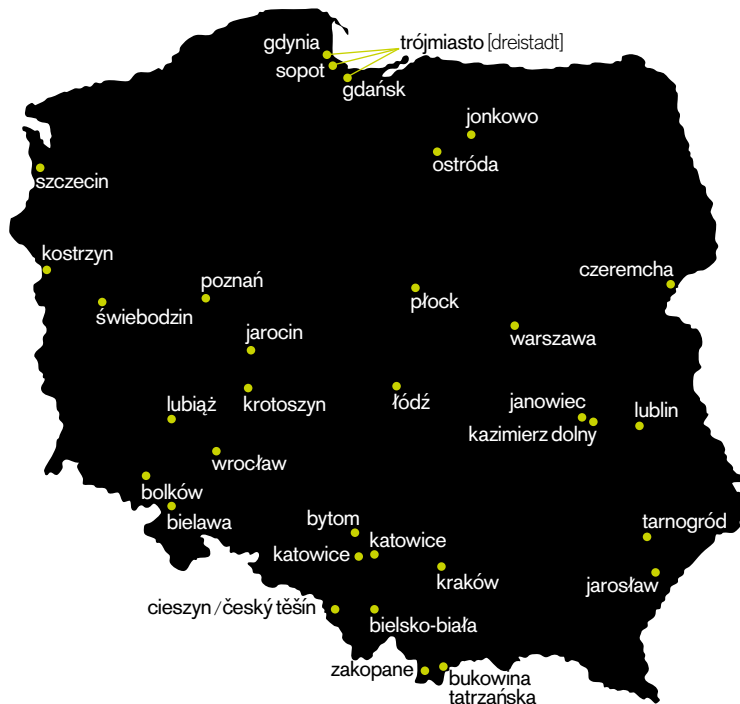 gdynia
trójmiasto [dreistadt]
sopot
gdańsk
jonkowo
ostróda
szczecin
kostrzyn
czeremcha
poznań
płock
świebodzin
warszawa
jarocin
lubiąż
krotoszyn
łódź
janowiec
lublin
kazimierz dolny
wrocław
bolków
bielawa
bytom
tarnogród
katowice
katowice
kraków
jarosław
cieszyn / český těšín
bielsko-biała
zakopane
bukowina
tatrzańska